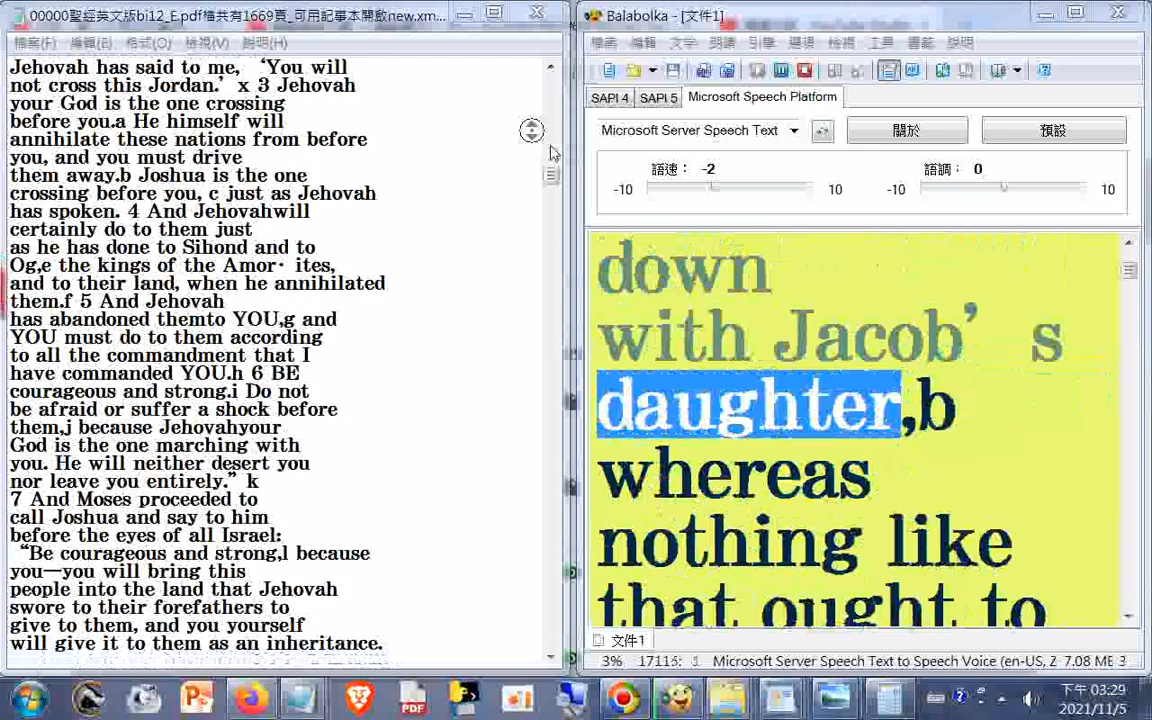 00000聖經英文版bi12_E.pdf檔共有1669頁_可用記事本開啟new.xm...
檔案(F) 編輯(E) 格式(O) 檢視(V) 說明(H)
Jehovah has said to me, ‘You will
not cross this Jordan.’x 3 Jehovah
your God is the one crossing
before you.a He himself will
annihilate these nations from before
you, and you must drive
them away.b Joshua is the one
crossing before you, c just as Jehovah
has spoken. 4 And Jehovahwill
certainly do to them just
as he has done to Sihond and to
Og,e the kings of the Amor· ites,
and to their land, when he annihilated
them.f 5 And Jehovah
has abandoned themto YOU,g and
YOU must do to them according
to all the commandment that I
have commanded YOU.h 6 BE
courageous and strong.i Do not
be afraid or suffer a shock before
them,j because Jehovahyour
God is the one marching with
you. He will neither desert you
nor leave you entirely.” k
7 And Moses proceeded to
call Joshua and say to him
before the eyes of all Israel:
“Be courageous and strong,l because
you—you will bring this
people into the land that Jehovah
swore to their forefathers to
give to them, and you yourself
will give it to them as an inheritance.
Balabolka - [文件1]
檔案 編輯 文字 朗讀 引擎 選項 檢視 工具 書籤 說明
SAPI 4 SAPI 5 Microsoft Speech Platform
Microsoft Server Speech Text 關於 預設
語速： -2 語調： 0
-10 10 -10 10
down
with Jacob’ s
daughter,b
whereas
nothing like
that ought to
文件1
3% 17115: 1 Microsoft Server Speech Text to Speech Voice (en-US, Z 7.08 MB 3
下午 03:29
2021/11/5